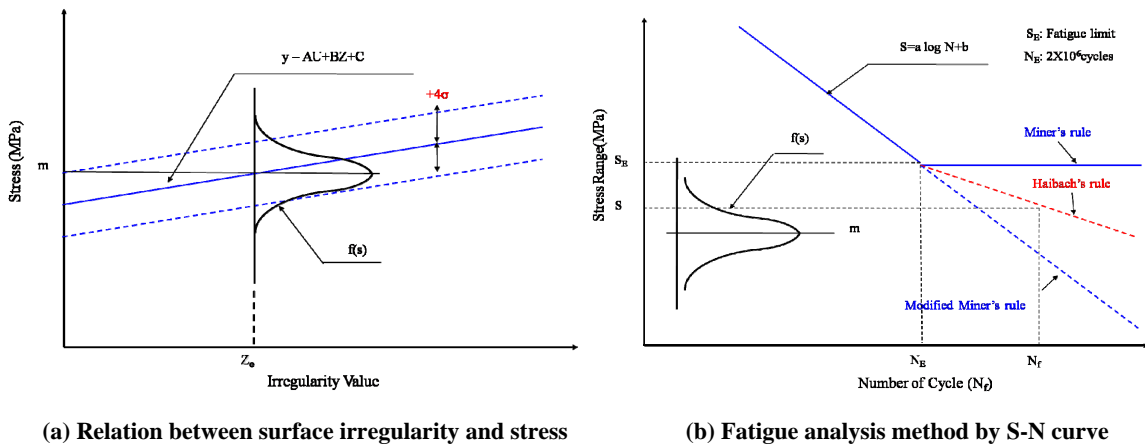 y – AU+BZ+C
+4σ
Stress (MPa)
m
f(s)
Z₀
Irregularity Value
(a) Relation between surface irregularity and stress
S=a log N+b
S_E: Fatigue limit
N_E: 2X10⁶cycles
Miner's rule
Haibach's rule
Modified Miner's rule
Stress Range(MPa)
S_E
S
f(s)
m
N_E
N_f
Number of Cycle (N_f)
(b) Fatigue analysis method by S-N curve